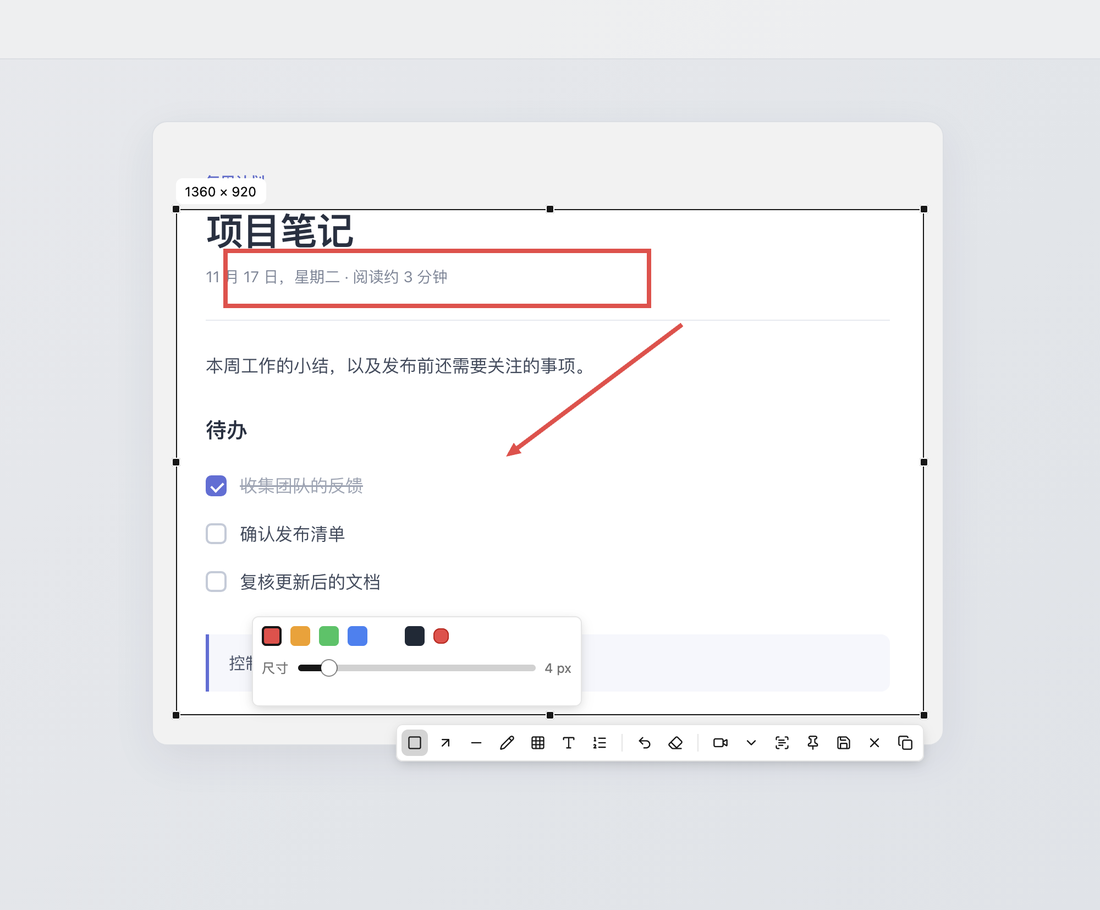 1360 × 920
项目笔记
11 月 17 日，星期二 · 阅读约 3 分钟
本周工作的小结，以及发布前还需要关注的事项。
待办
收集团队的反馈
确认发布清单
复核更新后的文档
尺寸
4 px